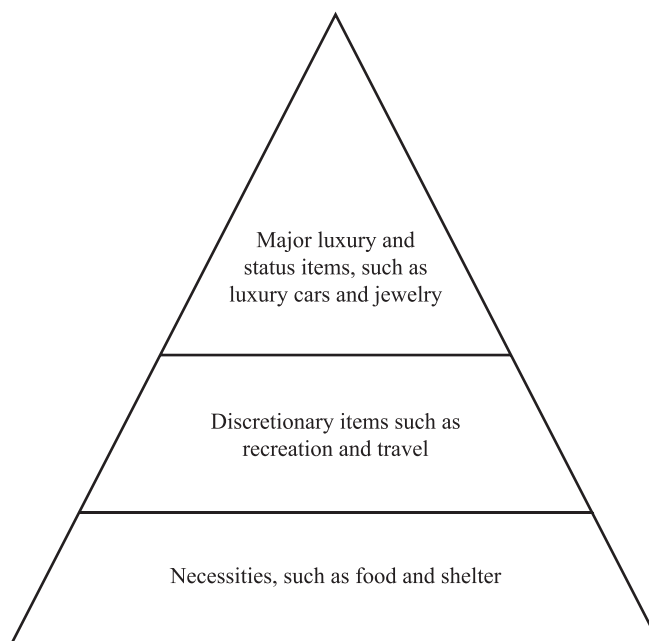 Major luxury and
status items, such as
luxury cars and jewelry
Discretionary items such as
recreation and travel
Necessities, such as food and shelter